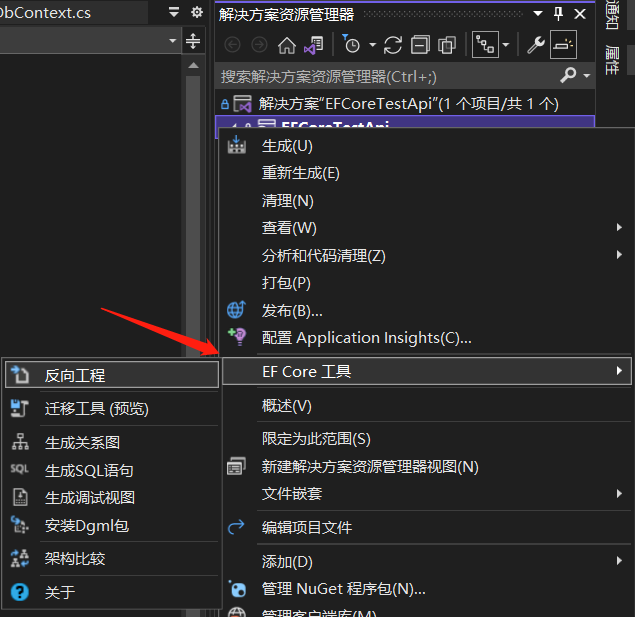 DbContext.cs
解决方案资源管理器
通知
属性
搜索解决方案资源管理器(Ctrl+;)
解决方案"EFCoreTestApi"(1 个项目/共 1 个)
EFCoreTestApi
生成(U)
重新生成(E)
清理(N)
查看(W)
分析和代码清理(Z)
打包(P)
发布(B)...
配置 Application Insights(C)...
EF Core 工具
概述(V)
限定为此范围(S)
新建解决方案资源管理器视图(N)
文件嵌套
编辑项目文件
添加(D)
管理 NuGet 程序包(N)...
管理客户端库(M)...
反向工程
迁移工具 (预览)
生成关系图
SQL 生成SQL语句
生成调试视图
安装Dgml包
架构比较
关于